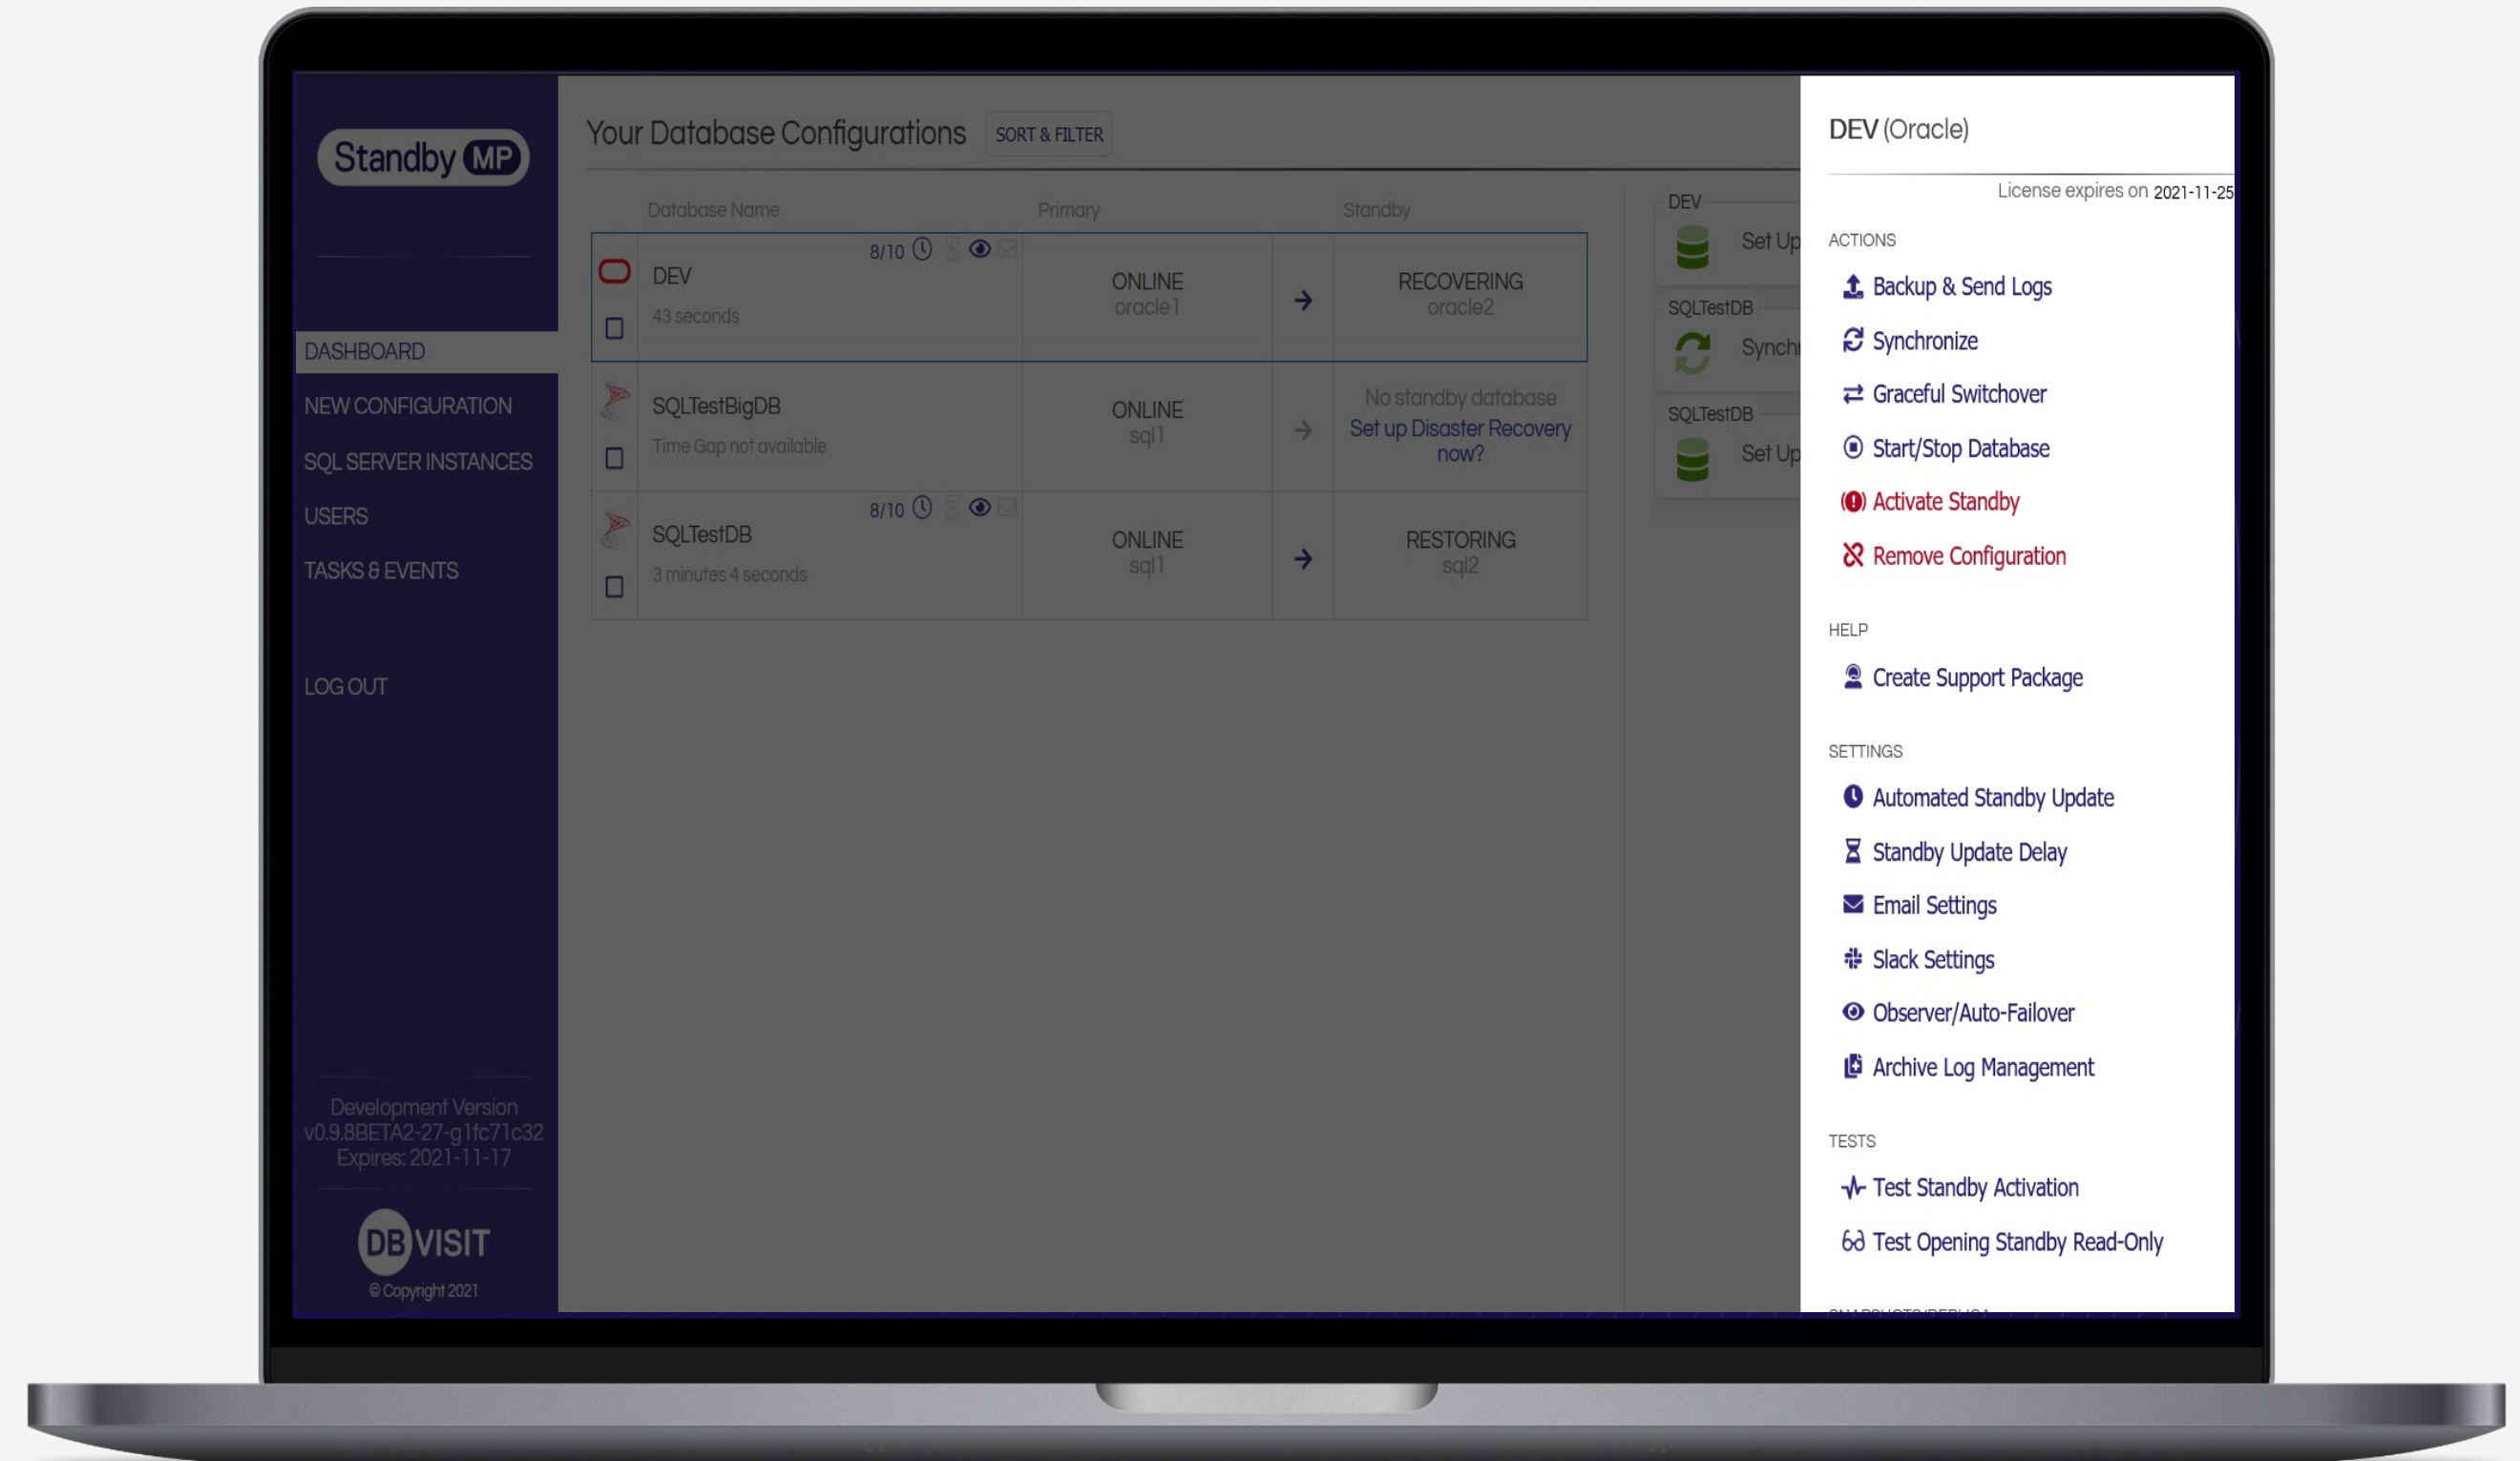 Standby MP
DASHBOARD
NEW CONFIGURATION
SQL SERVER INSTANCES
USERS
TASKS & EVENTS
LOG OUT
Development Version
v0.9.8BETA2-27-g1fc71c32
Expires: 2021-11-17
DBVISIT
© Copyright 2021
Your Database Configurations
SORT & FILTER
Database Name
Primary
Standby
8/10
DEV
43 seconds
ONLINE
oracle1
RECOVERING
oracle2
SQLTestBigDB
Time Gap not available
ONLINE
sql1
No standby database
Set up Disaster Recovery
now?
8/10
SQLTestDB
3 minutes 4 seconds
ONLINE
sql1
RESTORING
sql2
DEV
Set Up
SQLTestDB
SQLTestDB
Set Up
DEV (Oracle)
License expires on 2021-11-25
ACTIONS
Backup & Send Logs
Synchronize
Graceful Switchover
Start/Stop Database
Activate Standby
Remove Configuration
HELP
Create Support Package
SETTINGS
Automated Standby Update
Standby Update Delay
Email Settings
Slack Settings
Observer/Auto-Failover
Archive Log Management
TESTS
Test Standby Activation
Test Opening Standby Read-Only